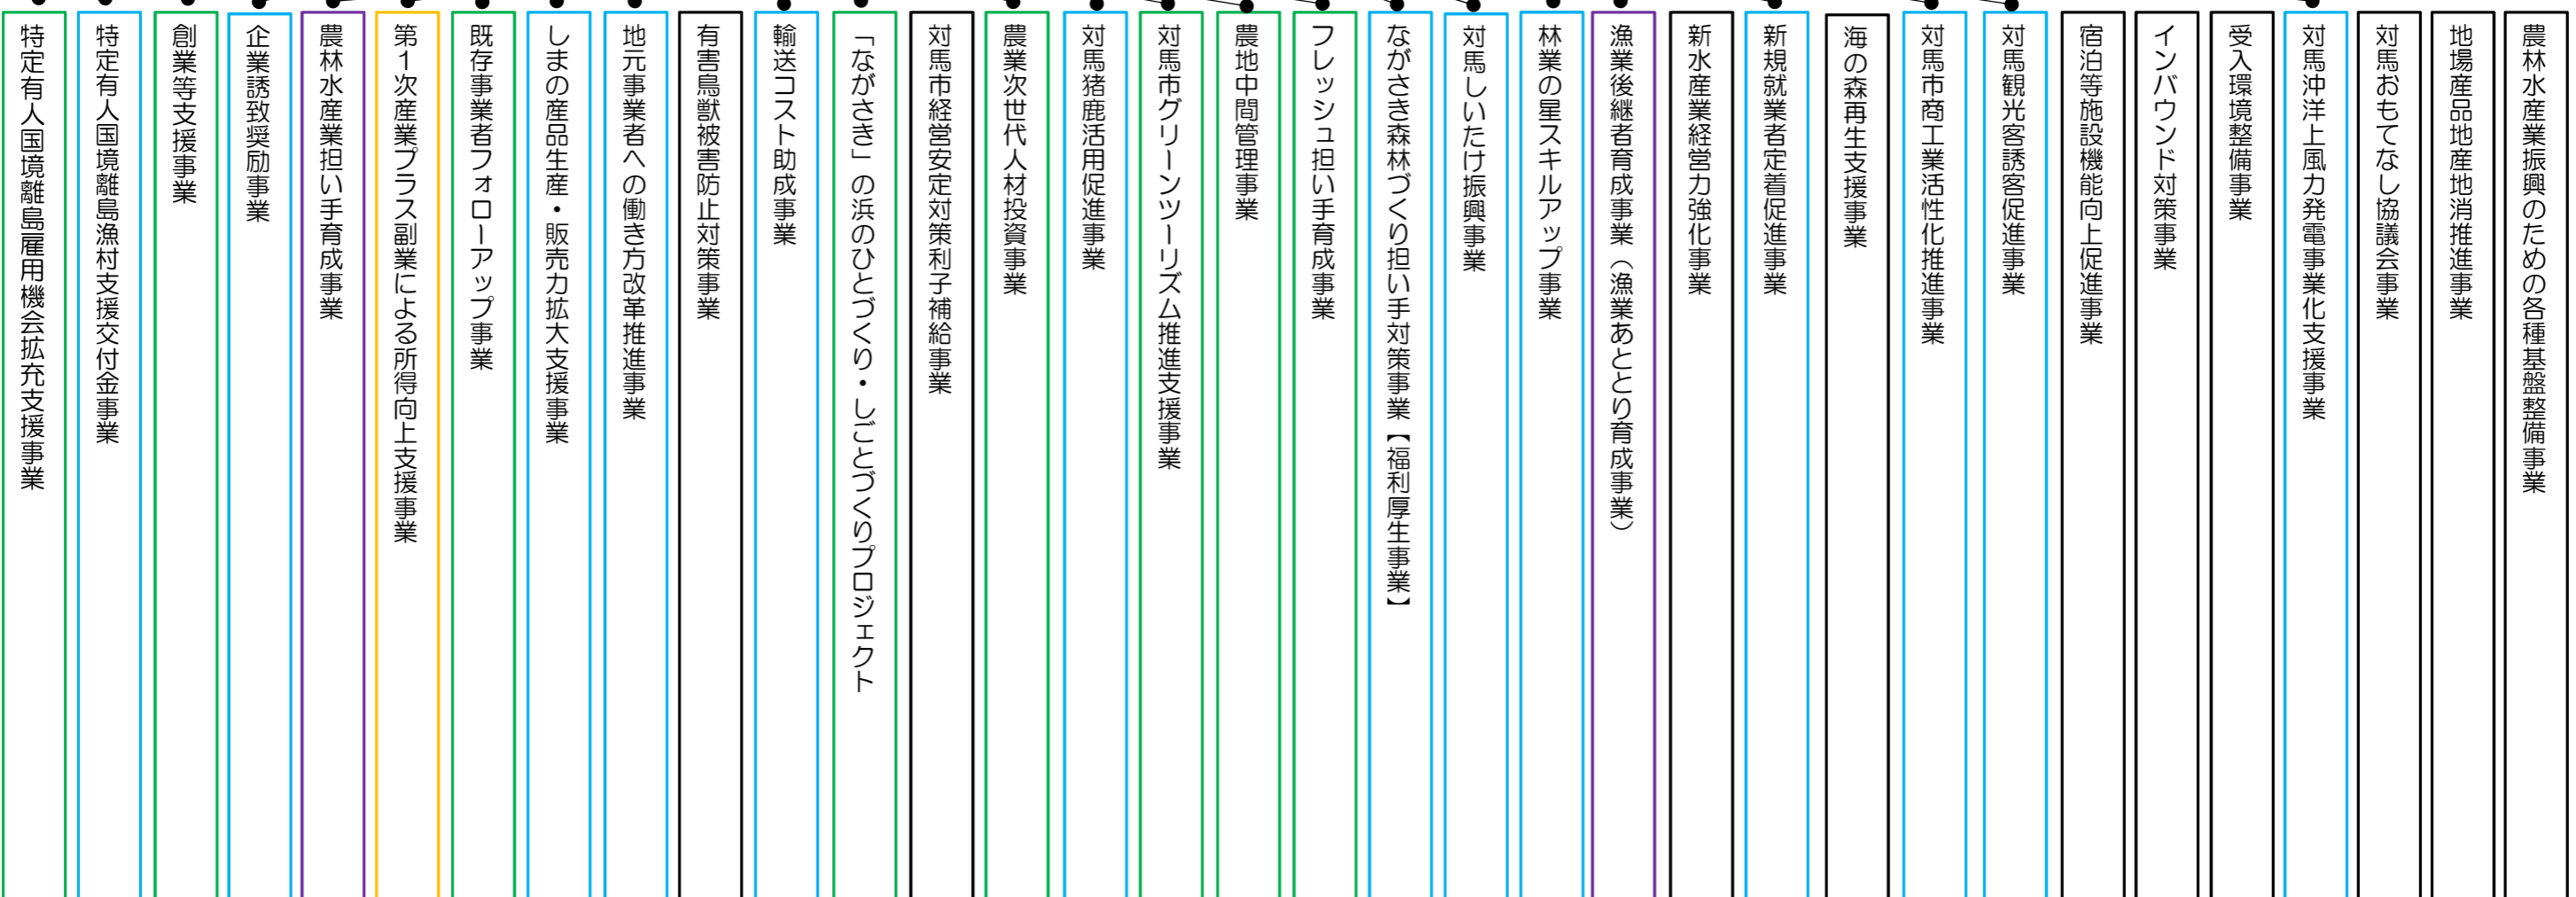 特定有人国境離島雇用機会拡充支援事業
特定有人国境離島漁村支援交付金事業
創業等支援事業
企業誘致奨励事業
農林水産業担い手育成事業
第1次産業プラス副業による所得向上支援事業
既存事業者フォローアップ事業
しまの産品生産・販売力拡大支援事業
地元事業者への働き方改革推進事業
有害鳥獣被害防止対策事業
輸送コスト助成事業
「ながさき」の浜のひとづくり・しごとづくりプロジェクト
対馬市経営安定対策利子補給事業
農業次世代人材投資事業
対馬猪鹿活用促進事業
対馬市グリーンツーリズム推進支援事業
農地中間管理事業
フレッシュ担い手育成事業
ながさき森林づくり担い手対策事業【福利厚生事業】
対馬しいたけ振興事業
林業の星スキルアップ事業
漁業後継者育成事業（漁業あととり育成事業）
新水産業経営力強化事業
新規就業者定着促進事業
海の森再生支援事業
対馬市商工業活性化推進事業
対馬観光客誘客促進事業
宿泊等施設機能向上促進事業
インバウンド対策事業
受入環境整備事業
対馬沖洋上風力発電事業化支援事業
対馬おもてなし協議会事業
地場産品地産地消推進事業
農林水産業振興のための各種基盤整備事業